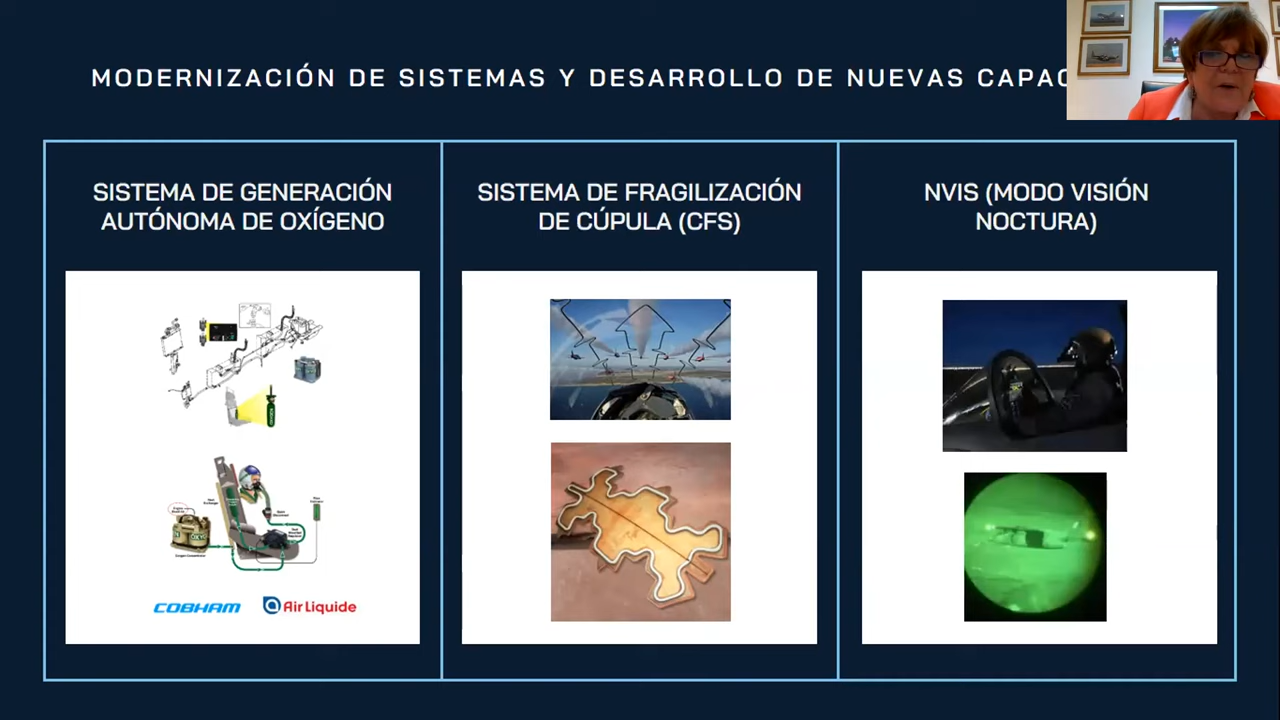 MODERNIZACIÓN DE SISTEMAS Y DESARROLLO DE NUEVAS CAPAC
SISTEMA DE GENERACIÓN
AUTÓNOMA DE OXÍGENO
SISTEMA DE FRAGILIZACIÓN
DE CÚPULA (CFS)
NVIS (MODO VISIÓN
NOCTURA)
COBHAM
Air Liquide